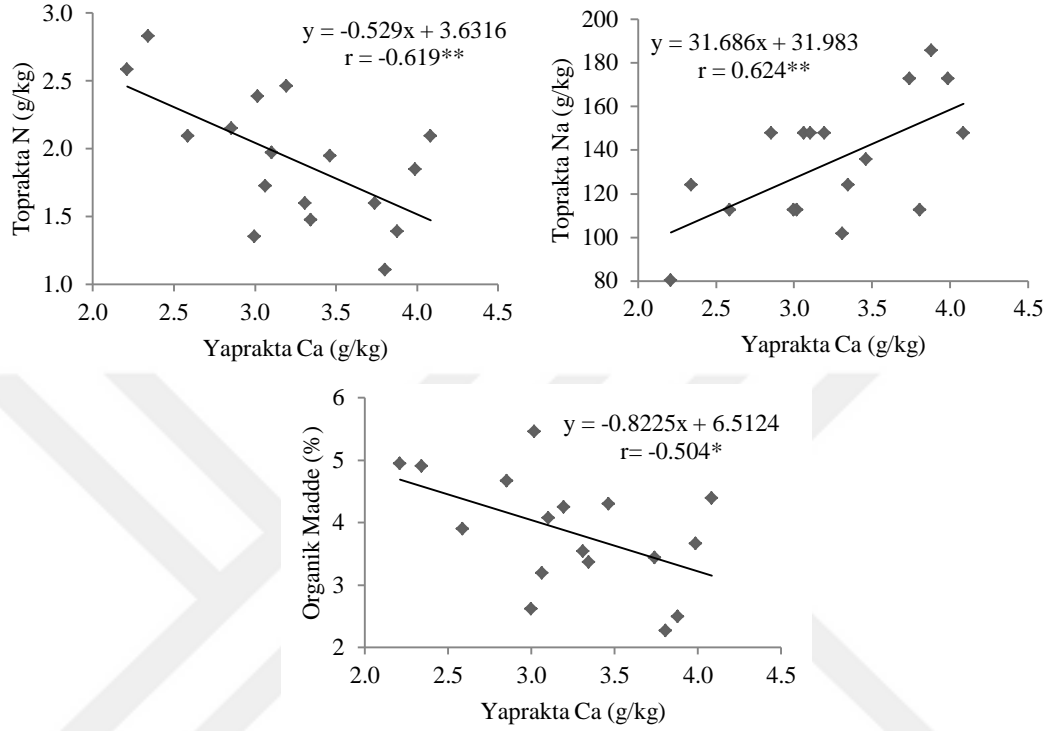 y = -0.529x + 3.6316
r = -0.619**
3.0
2.5
2.0
1.5
1.0
Toprakta N (g/kg)
2.0 2.5 3.0 3.5 4.0 4.5
Yaprakta Ca (g/kg)
y = 31.686x + 31.983
r = 0.624**
200
180
160
140
120
100
80
Toprakta Na (g/kg)
2.0 2.5 3.0 3.5 4.0 4.5
Yaprakta Ca (g/kg)
y = -0.8225x + 6.5124
r= -0.504*
6
5
4
3
2
Organik Madde (%)
2.0 2.5 3.0 3.5 4.0 4.5
Yaprakta Ca (g/kg)